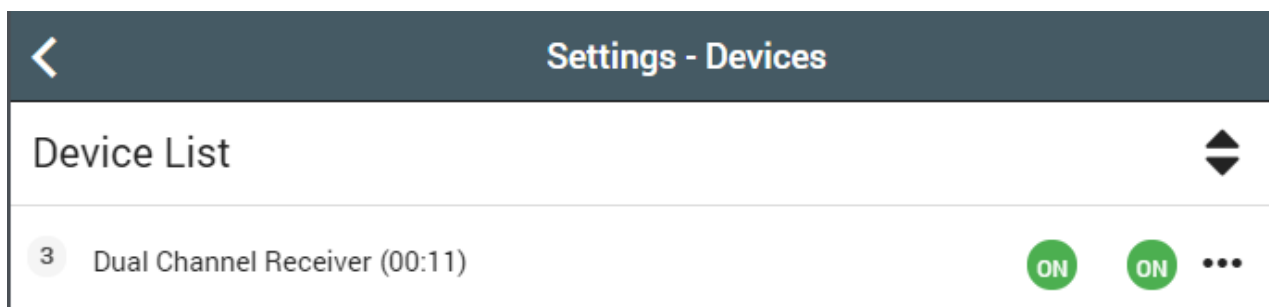 Settings - Devices
Device List
3 Dual Channel Receiver (00:11) ON ON